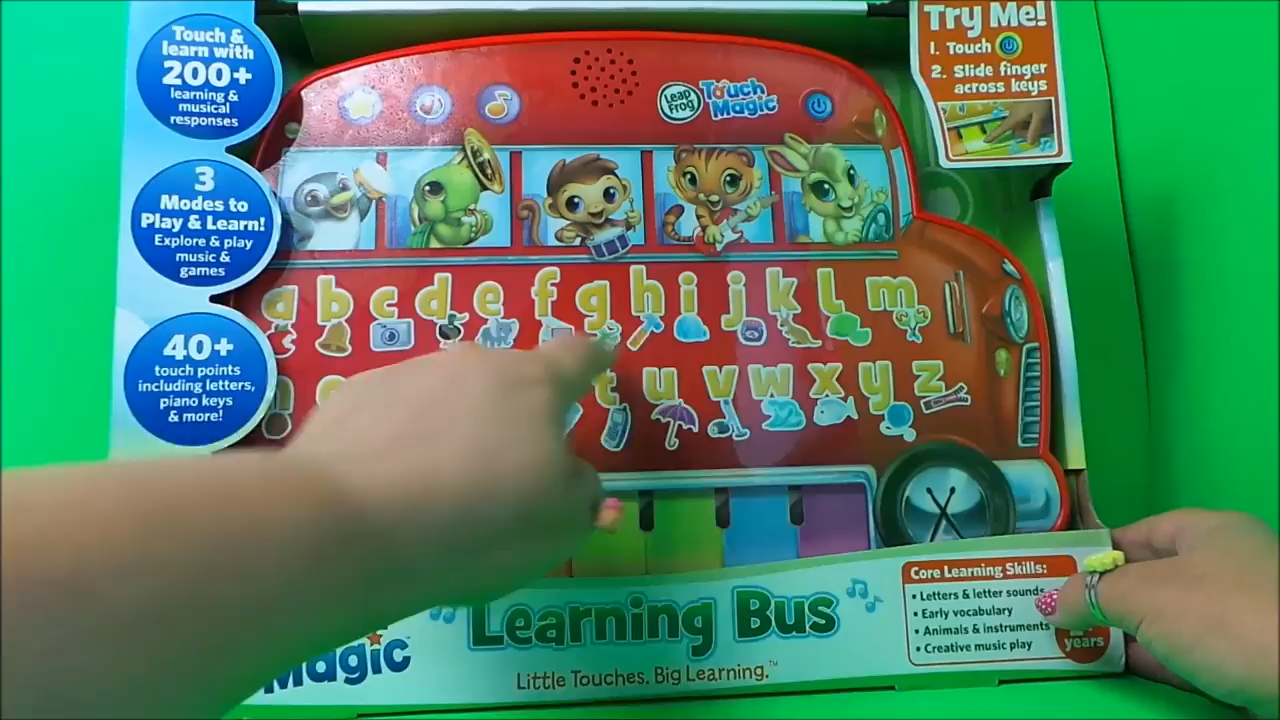 Touch &
learn with
200+
learning &
musical
responses
3
Modes to
Play & Learn!
Explore & play
music &
games
40+
touch points
including letters,
piano keys
& more!
Leap
Frog
Touch
Magic
Try Me!
1. Touch
2. Slide finger
across keys
a b c d e f g h i j k l m
t u v w x y z
Magic
Learning Bus
Little Touches. Big Learning.™
Core Learning Skills:
• Letters & letter sounds
• Early vocabulary
• Animals & instruments
• Creative music play
years